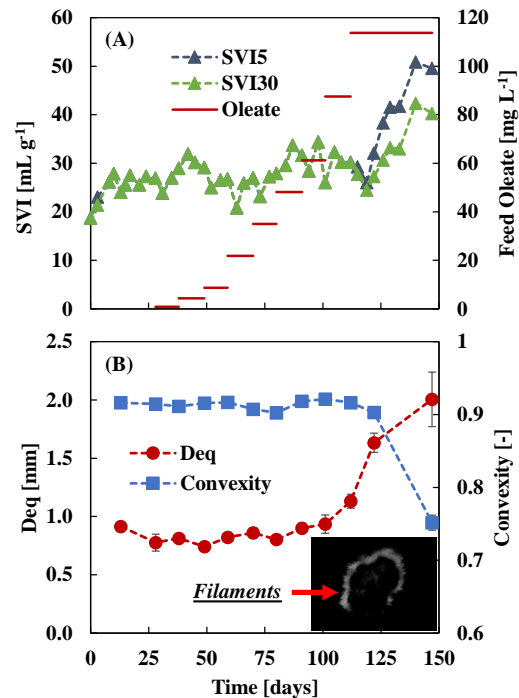 (A)
SVI5
SVI30
Oleate
60
50
40
30
20
10
0
SVI [mL g-1]
120
100
80
60
40
20
0
Feed Oleate [mg L-1]
(B)
Deq
Convexity
Filaments
2.5
2.0
1.5
1.0
0.5
0.0
Deq [mm]
1
0.9
0.8
0.7
0.6
Convexity [-]
0 25 50 75 100 125 150
Time [days]